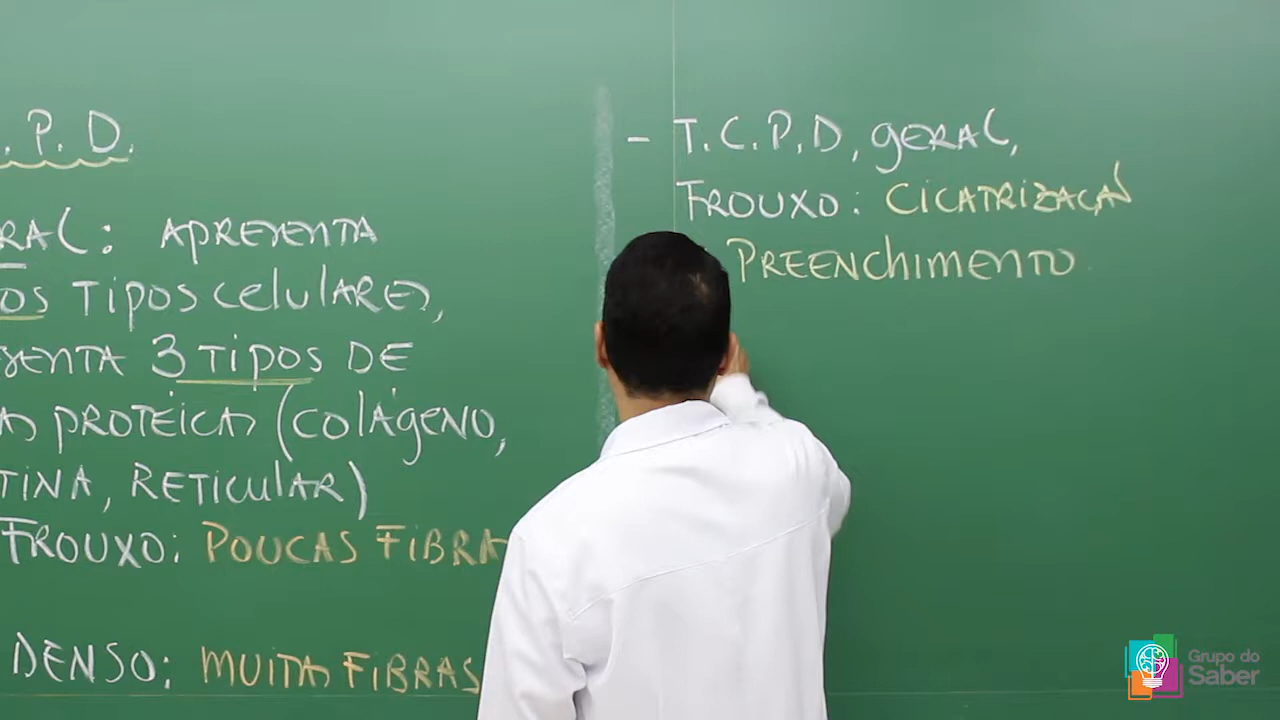 . P. D.
RAL: APRESENTA
OS TIPOS CELULARES,
SENTA 3 TIPOS DE
AS PROTÉICAS (COLÁGENO,
TINA, RETICULAR)
FROUXO: POUCAS FIBRA
DENSO: MUITAS FIBRAS
- T.C.P.D, GERAL,
FROUXO: CICATRIZAÇÃO
PREENCHIMENTO
Grupo do
Saber